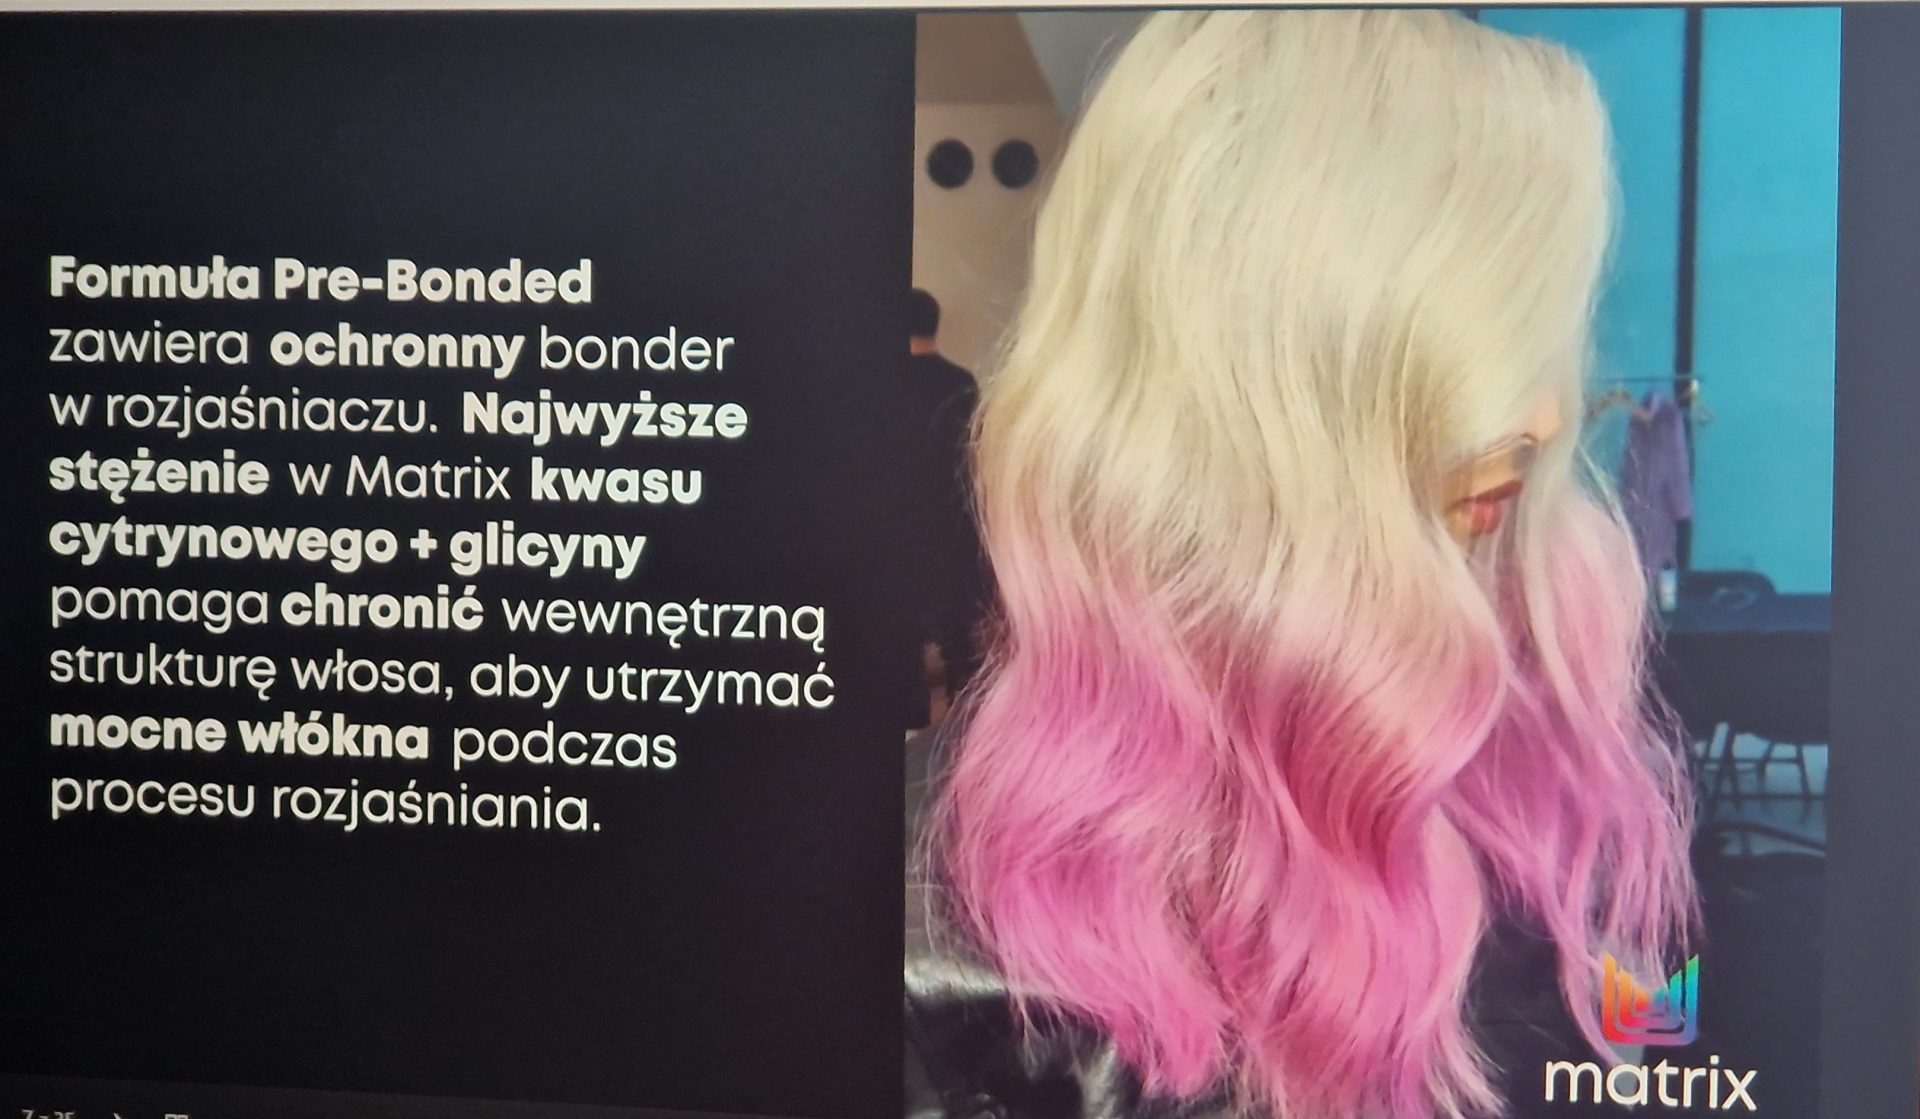 Formuła Pre-Bonded
zawiera ochronny bonder
w rozjaśniaczu. Najwyższe
stężenie w Matrix kwasu
cytrynowego + glicyny
pomaga chronić wewnętrzną
strukturę włosa, aby utrzymać
mocne włókna podczas
procesu rozjaśniania.
matrix